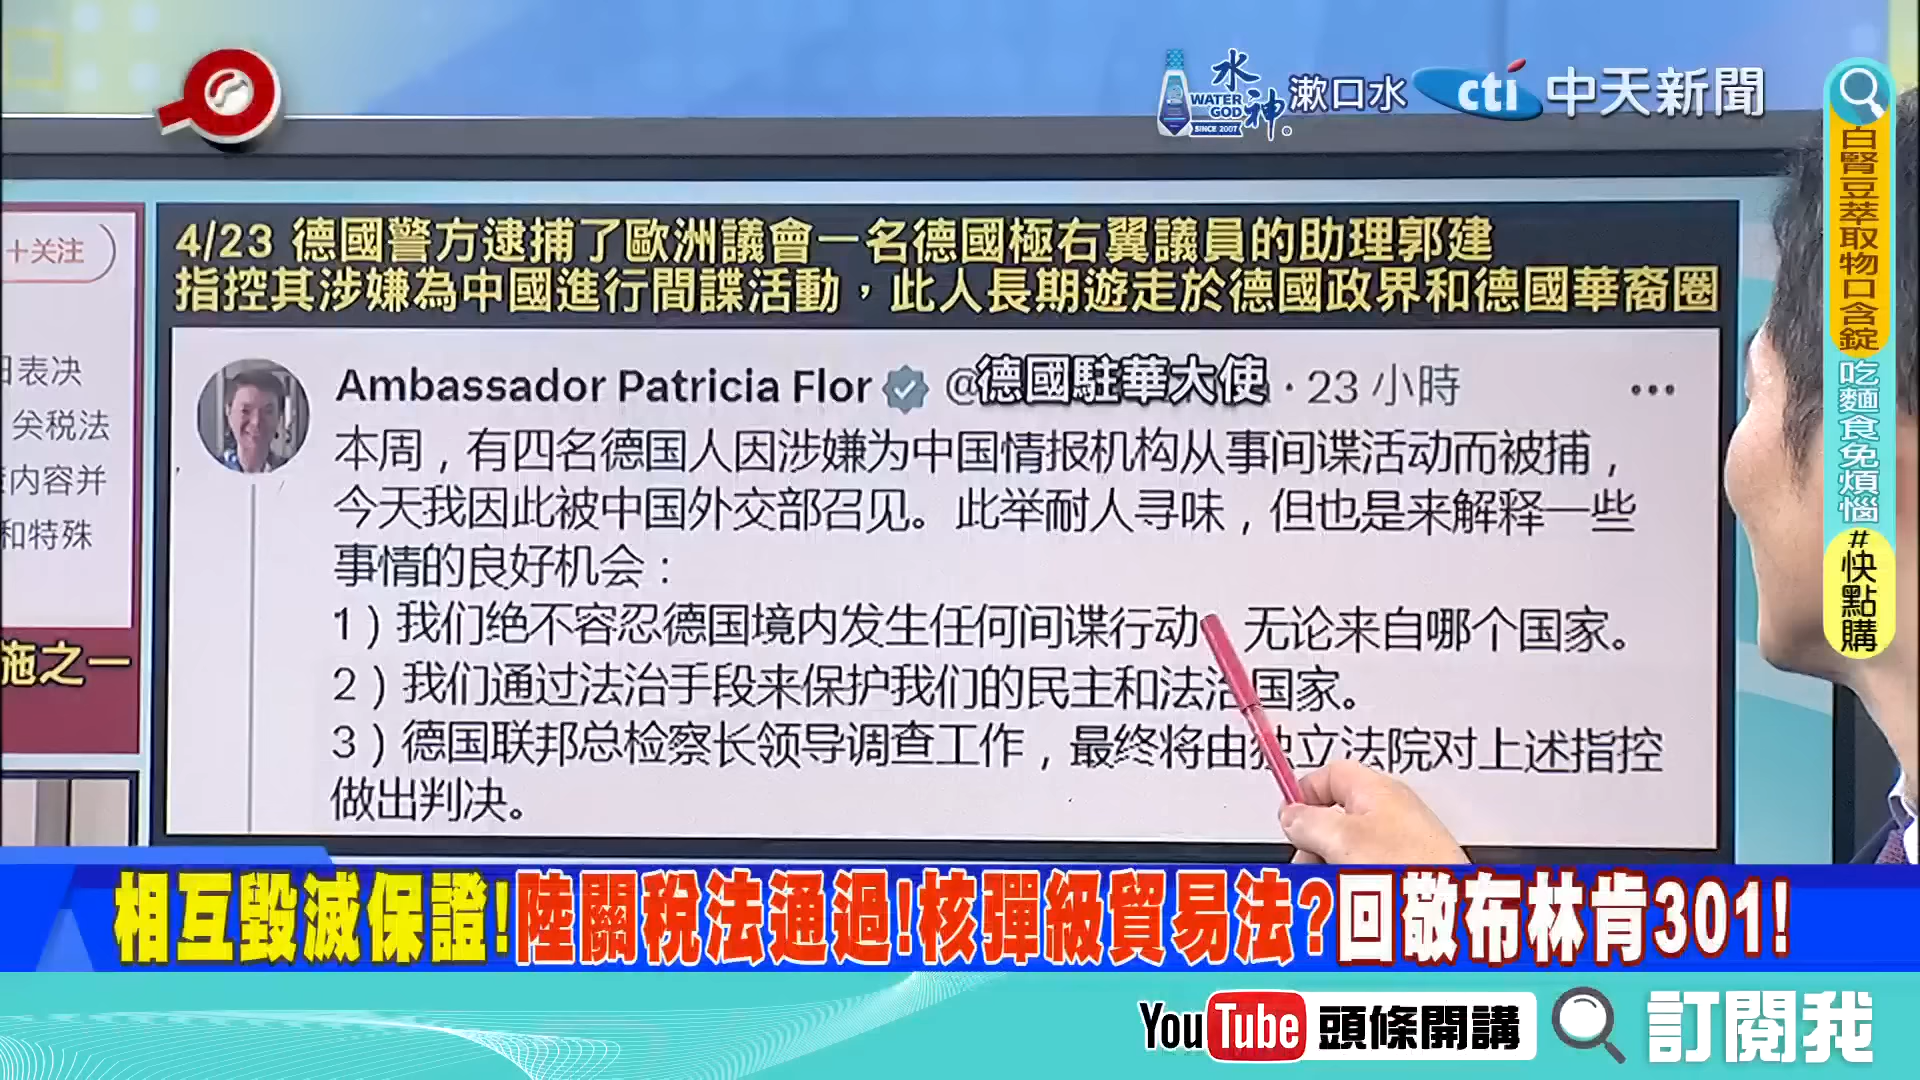 水神
WATER GOD
SINCE 2007
漱口水
cti 中天新聞
白腎豆萃取物口含錠
吃麵食免煩惱
#快點購
+关注
日表决
关税法
内容并
和特殊
施之一
4/23 德國警方逮捕了歐洲議會一名德國極右翼議員的助理郭建
指控其涉嫌為中國進行間諜活動，此人長期遊走於德國政界和德國華裔圈
Ambassador Patricia Flor @德國駐華大使 · 23 小時
本周，有四名德国人因涉嫌为中国情报机构从事间谍活动而被捕，
今天我因此被中国外交部召见。此举耐人寻味，但也是来解释一些
事情的良好机会：
1）我们绝不容忍德国境内发生任何间谍行动 无论来自哪个国家。
2）我们通过法治手段来保护我们的民主和法治国家。
3）德国联邦总检察长领导调查工作，最终将由独立法院对上述指控
做出判决。
相互毀滅保證!陸關稅法通過!核彈級貿易法?回敬布林肯301!
YouTube 頭條開講 訂閱我